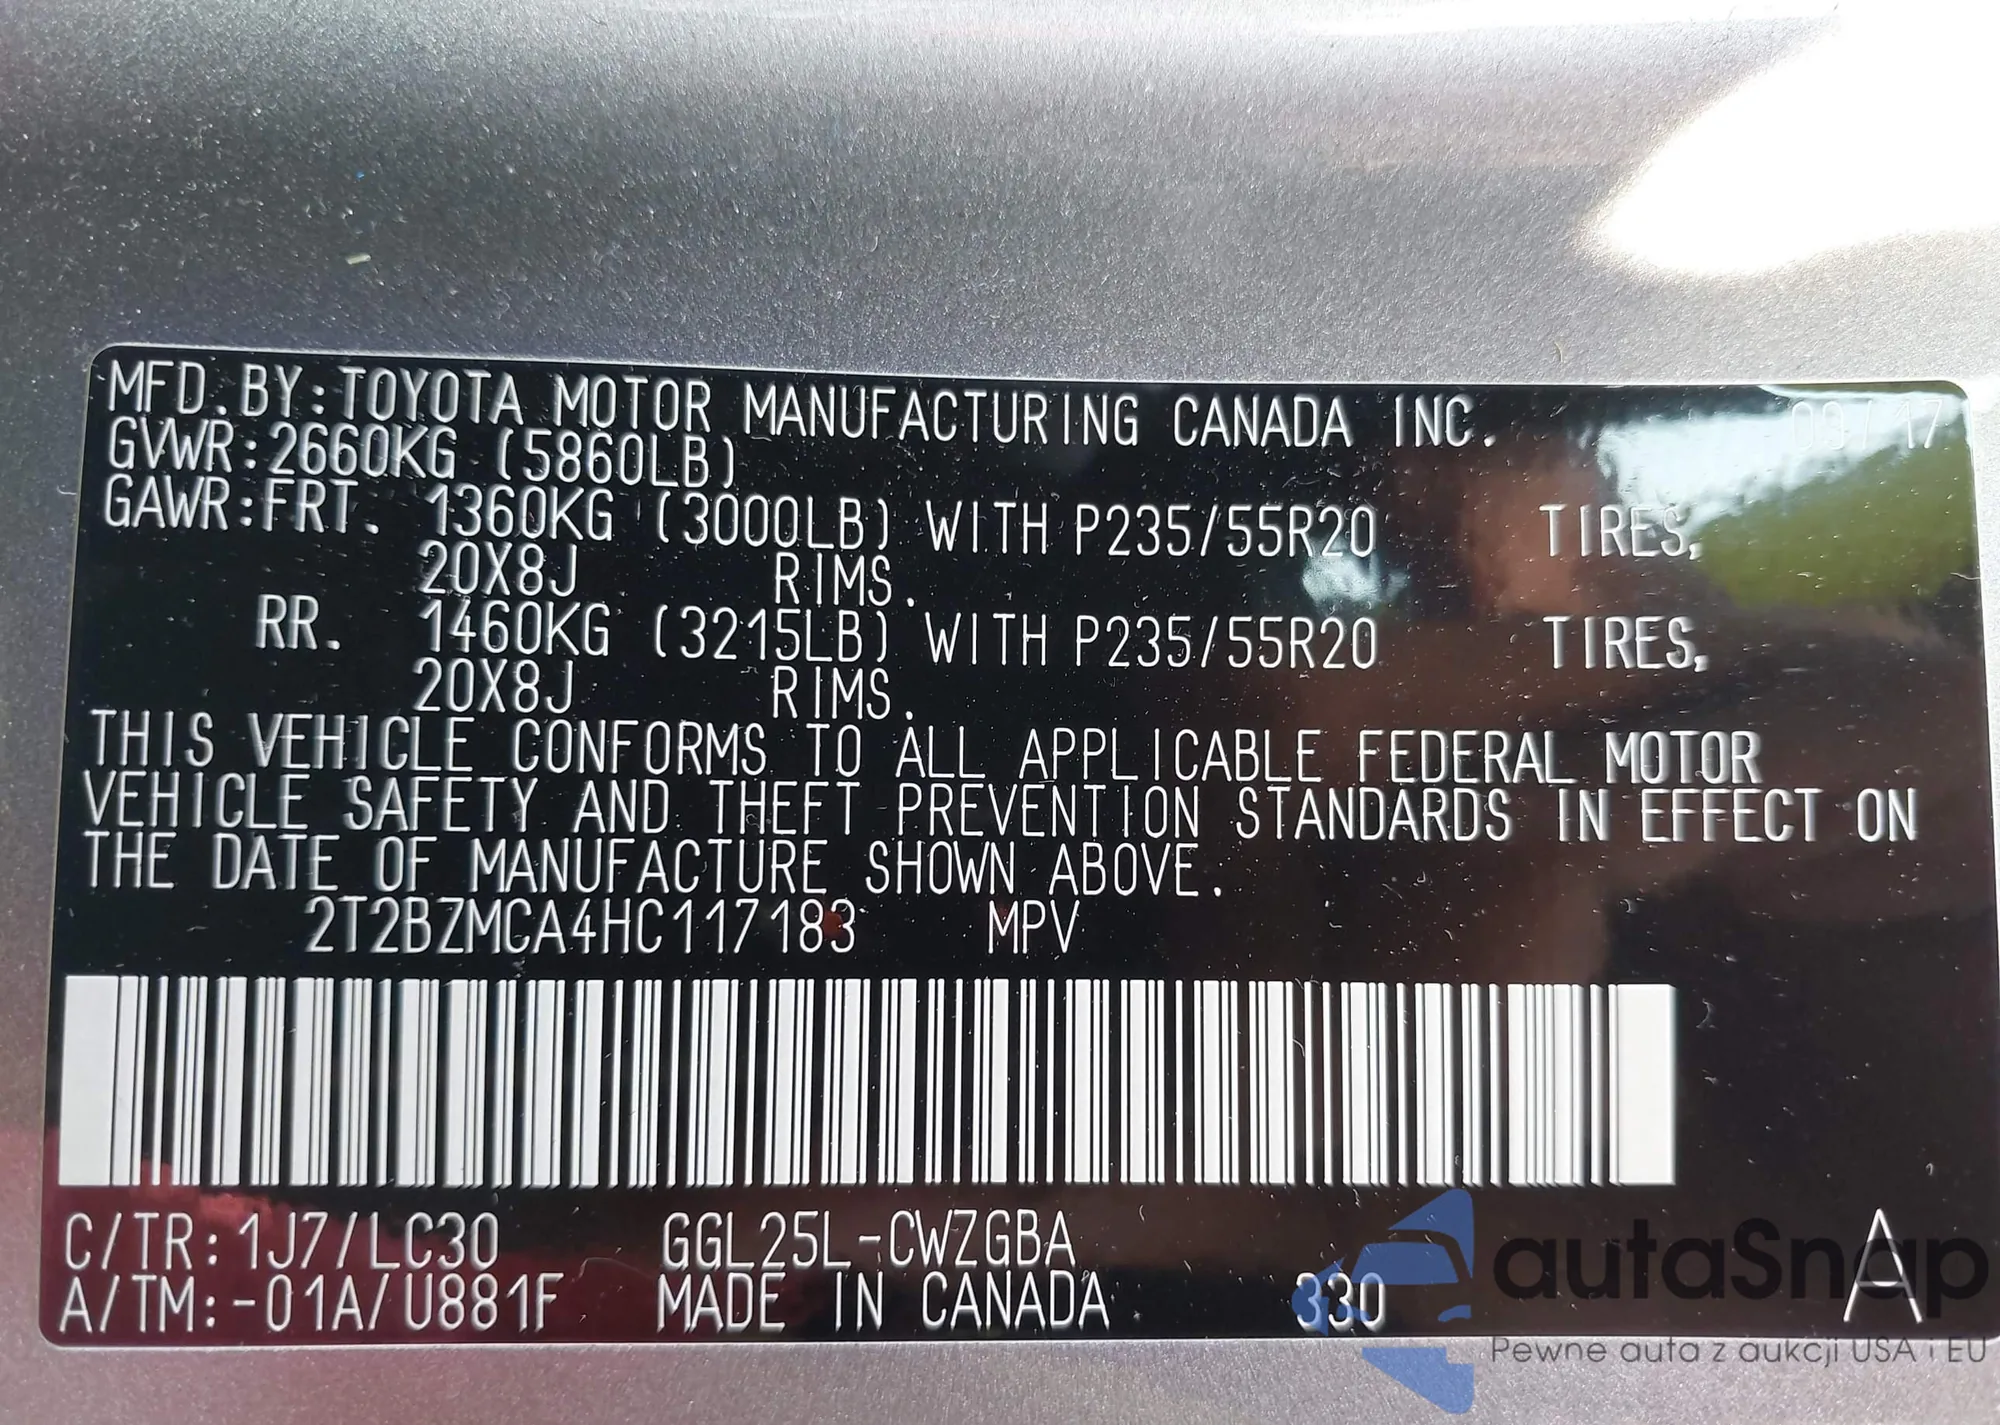 MFD. BY: TOYOTA MOTOR MANUFACTURING CANADA INC. 09/17
GVWR: 2660KG (5860LB)
GAWR: FRT. 1360KG (3000LB) WITH P235/55R20 TIRES,
20X8J RIMS.
RR. 1460KG (3215LB) WITH P235/55R20 TIRES,
20X8J RIMS.
THIS VEHICLE CONFORMS TO ALL APPLICABLE FEDERAL MOTOR
VEHICLE SAFETY AND THEFT PREVENTION STANDARDS IN EFFECT ON
THE DATE OF MANUFACTURE SHOWN ABOVE.
2T2BZMCA4HC117183 MPV
C/TR: 1J7/LC30 GGL25L-CWZGBA
A/TM: -01A/U881F MADE IN CANADA 330 A
autaSnap
Pewne auta z aukcji USA i EU